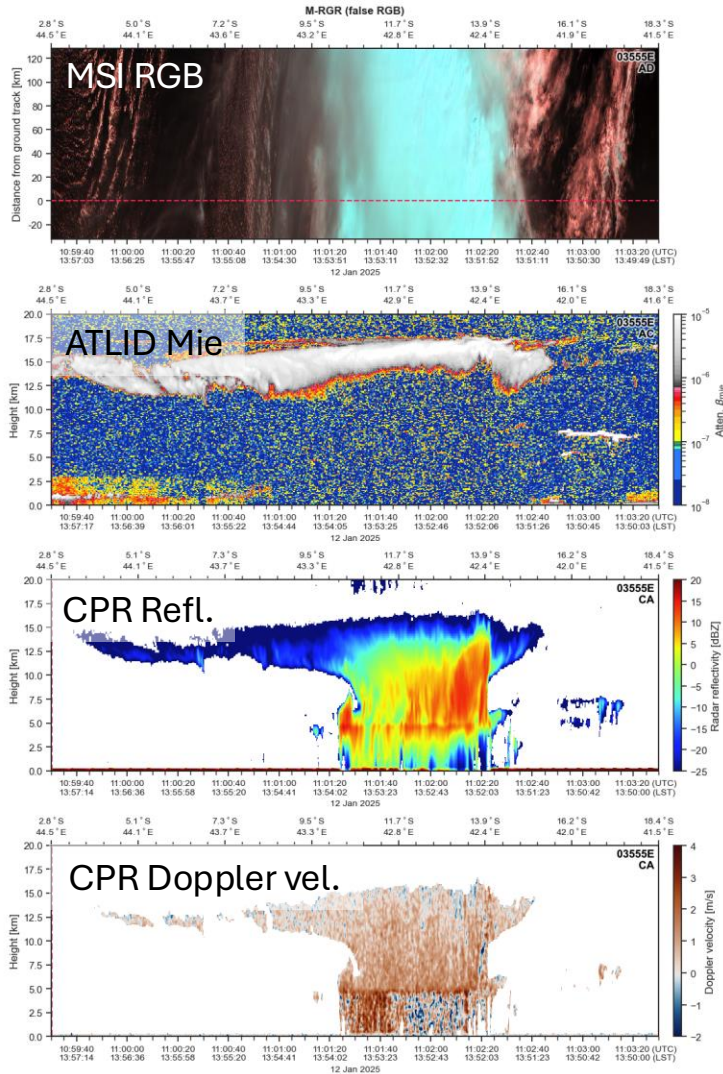 M-RGR (false RGB)
2.8°S 5.0°S 7.2°S 9.5°S 11.7°S 13.9°S 16.1°S 18.3°S
44.5°E 44.1°E 43.6°E 43.2°E 42.8°E 42.4°E 41.9°E 41.5°E
MSI RGB
03555E
AD
Distance from ground track [km]
120
100
80
60
40
20
0
-20
10:59:40 11:00:00 11:00:20 11:00:40 11:01:00 11:01:20 11:01:40 11:02:00 11:02:20 11:02:40 11:03:00 11:03:20 (UTC)
13:57:03 13:56:25 13:55:47 13:55:08 13:54:30 13:53:51 13:53:11 13:52:32 13:51:52 13:51:11 13:50:30 13:49:49 (LST)
12 Jan 2025
2.8°S 5.0°S 7.2°S 9.5°S 11.7°S 13.9°S 16.1°S 18.3°S
44.5°E 44.1°E 43.7°E 43.3°E 42.9°E 42.4°E 42.0°E 41.6°E
ATLID Mie
03555E
AC
Height [km]
20.0
17.5
15.0
12.5
10.0
7.5
5.0
2.5
0.0
10⁻⁵
10⁻⁶
10⁻⁷
10⁻⁸
Atten. βmie
10:59:40 11:00:00 11:00:20 11:00:40 11:01:00 11:01:20 11:01:40 11:02:00 11:02:20 11:02:40 11:03:00 11:03:20 (UTC)
13:57:17 13:56:39 13:56:01 13:55:22 13:54:44 13:54:05 13:53:25 13:52:46 13:52:06 13:51:26 13:50:45 13:50:03 (LST)
12 Jan 2025
2.8°S 5.1°S 7.3°S 9.5°S 11.7°S 13.9°S 16.2°S 18.4°S
44.5°E 44.1°E 43.7°E 43.3°E 42.8°E 42.4°E 42.0°E 41.5°E
CPR Refl.
03555E
CA
Height [km]
20.0
17.5
15.0
12.5
10.0
7.5
5.0
2.5
0.0
20
15
10
5
0
−5
−10
−15
−20
−25
Radar reflectivity [dBZ]
10:59:40 11:00:00 11:00:20 11:00:40 11:01:00 11:01:20 11:01:40 11:02:00 11:02:20 11:02:40 11:03:00 11:03:20 (UTC)
13:57:14 13:56:36 13:55:58 13:55:20 13:54:41 13:54:02 13:53:23 13:52:43 13:52:03 13:51:23 13:50:42 13:50:00 (LST)
12 Jan 2025
2.8°S 5.1°S 7.3°S 9.5°S 11.7°S 13.9°S 16.2°S 18.4°S
44.5°E 44.1°E 43.7°E 43.3°E 42.8°E 42.4°E 42.0°E 41.5°E
CPR Doppler vel.
03555E
CA
Height [km]
20.0
17.5
15.0
12.5
10.0
7.5
5.0
2.5
0.0
4
3
2
1
0
−1
−2
Doppler velocity [m/s]
10:59:40 11:00:00 11:00:20 11:00:40 11:01:00 11:01:20 11:01:40 11:02:00 11:02:20 11:02:40 11:03:00 11:03:20 (UTC)
13:57:14 13:56:36 13:55:58 13:55:20 13:54:41 13:54:02 13:53:23 13:52:43 13:52:03 13:51:23 13:50:42 13:50:00 (LST)
12 Jan 2025